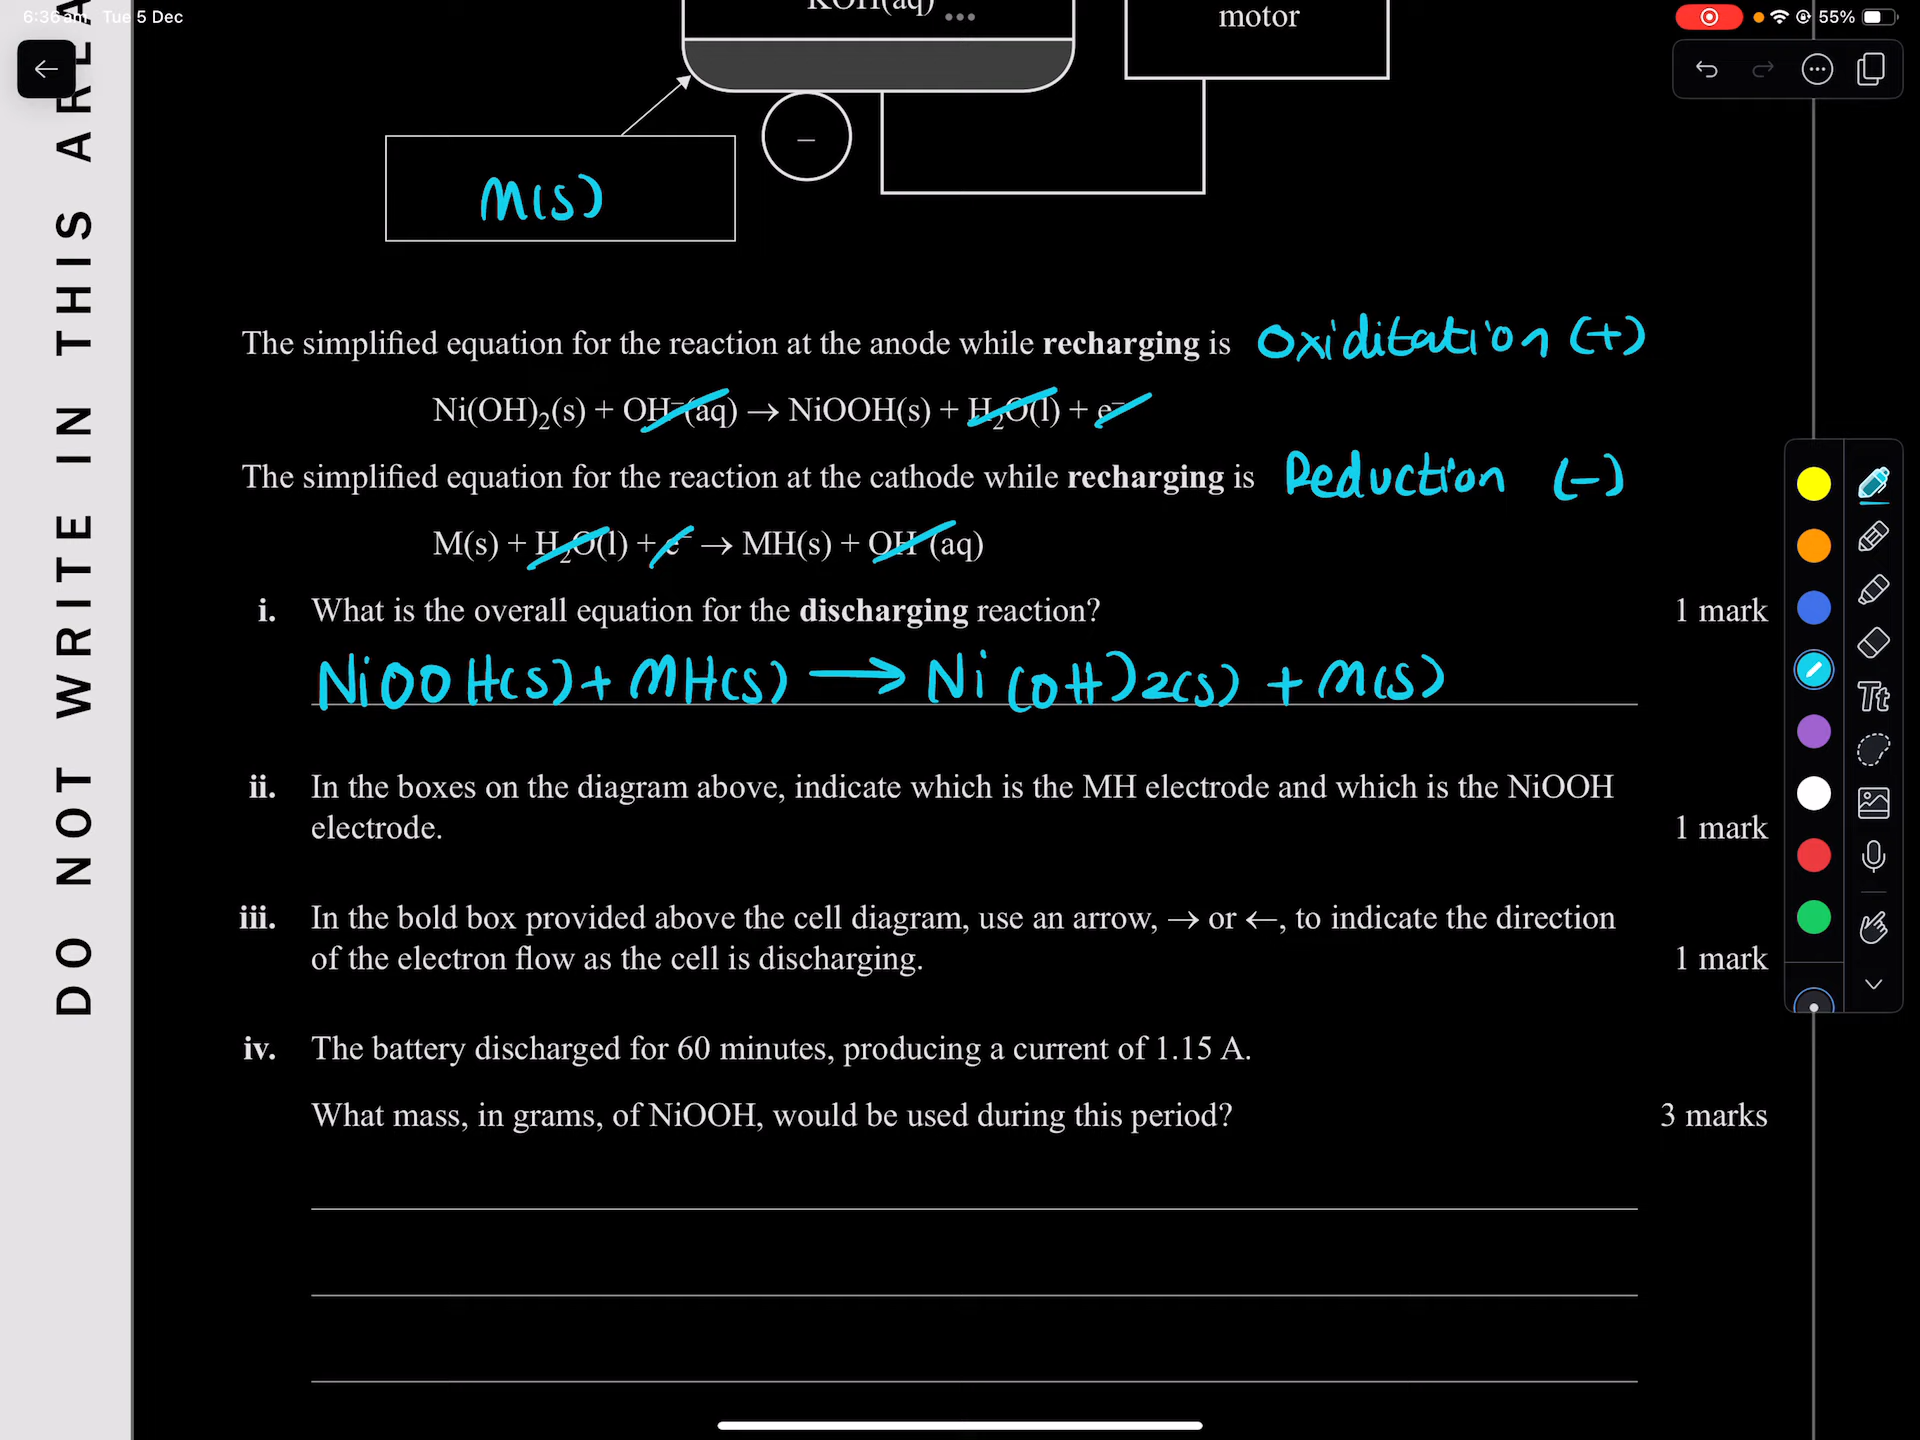 6:36am Tue 5 Dec
55%
KOH(aq)
motor
–
M(s)
DO NOT WRITE IN THIS AREA
The simplified equation for the reaction at the anode while recharging is Oxiditation (+)
Ni(OH)₂(s) + OH⁻(aq) → NiOOH(s) + H₂O(l) + e⁻
The simplified equation for the reaction at the cathode while recharging is Reduction (–)
M(s) + H₂O(l) + e⁻ → MH(s) + OH⁻(aq)
i. What is the overall equation for the discharging reaction? 1 mark
NiOOH(s) + MH(s) → Ni(OH)2(s) + M(s)
ii. In the boxes on the diagram above, indicate which is the MH electrode and which is the NiOOH
electrode. 1 mark
iii. In the bold box provided above the cell diagram, use an arrow, → or ←, to indicate the direction
of the electron flow as the cell is discharging. 1 mark
iv. The battery discharged for 60 minutes, producing a current of 1.15 A.
What mass, in grams, of NiOOH, would be used during this period? 3 marks
Tt